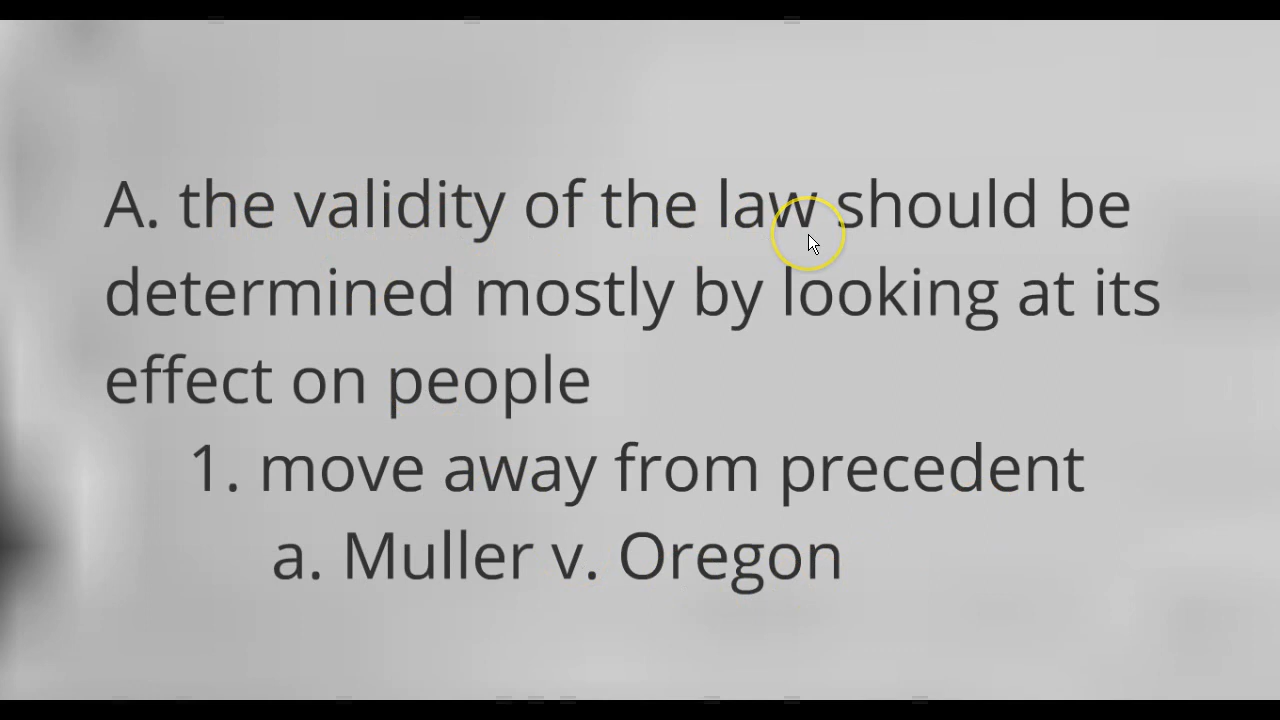 A. the validity of the law should be
determined mostly by looking at its
effect on people
1. move away from precedent
a. Muller v. Oregon